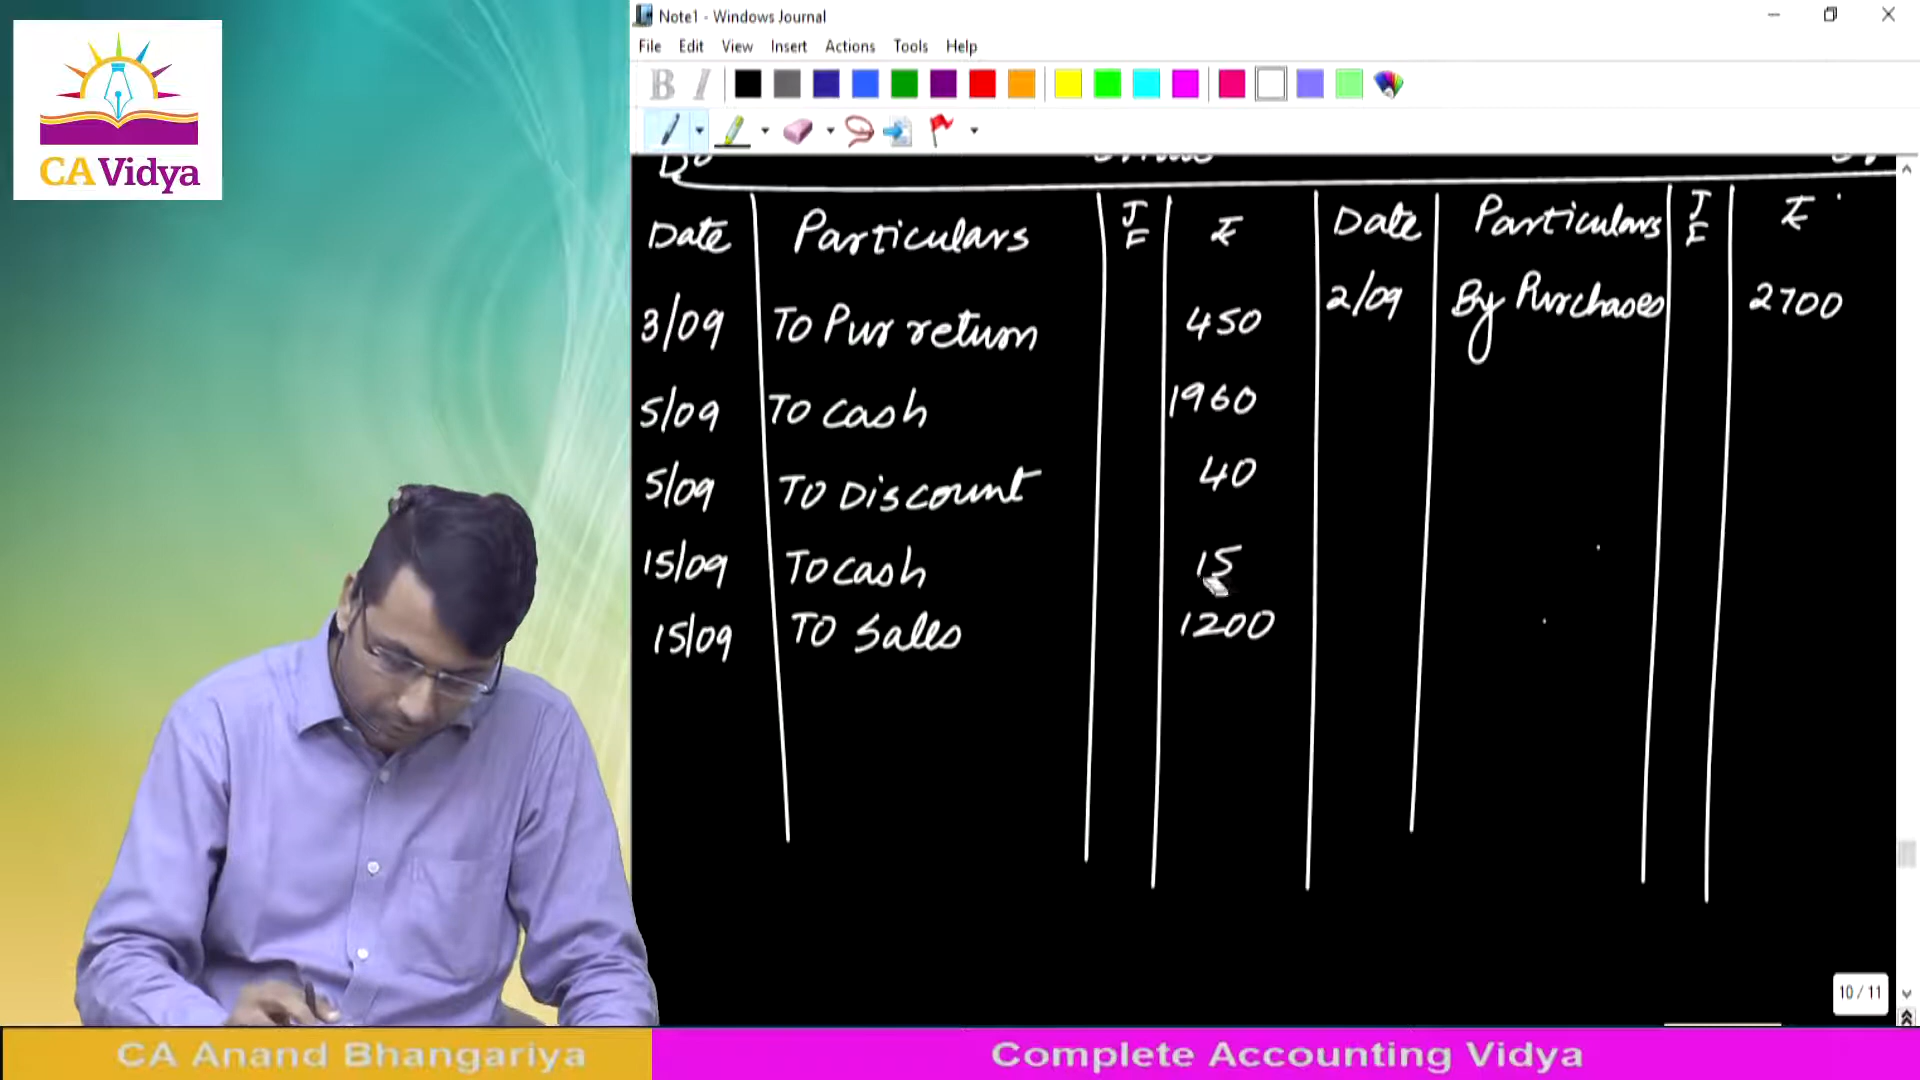 CA Vidya
Note1 - Windows Journal
File Edit View Insert Actions Tools Help
B I
Date Particulars J F ₹ Date Particulars J F ₹
3/09 To Pur return 450 2/09 By Purchases 2700
5/09 To cash 1960
5/09 To Discount 40
15/09 To cash 15
15/09 To Sales 1200
10 / 11
CA Anand Bhangariya
Complete Accounting Vidya